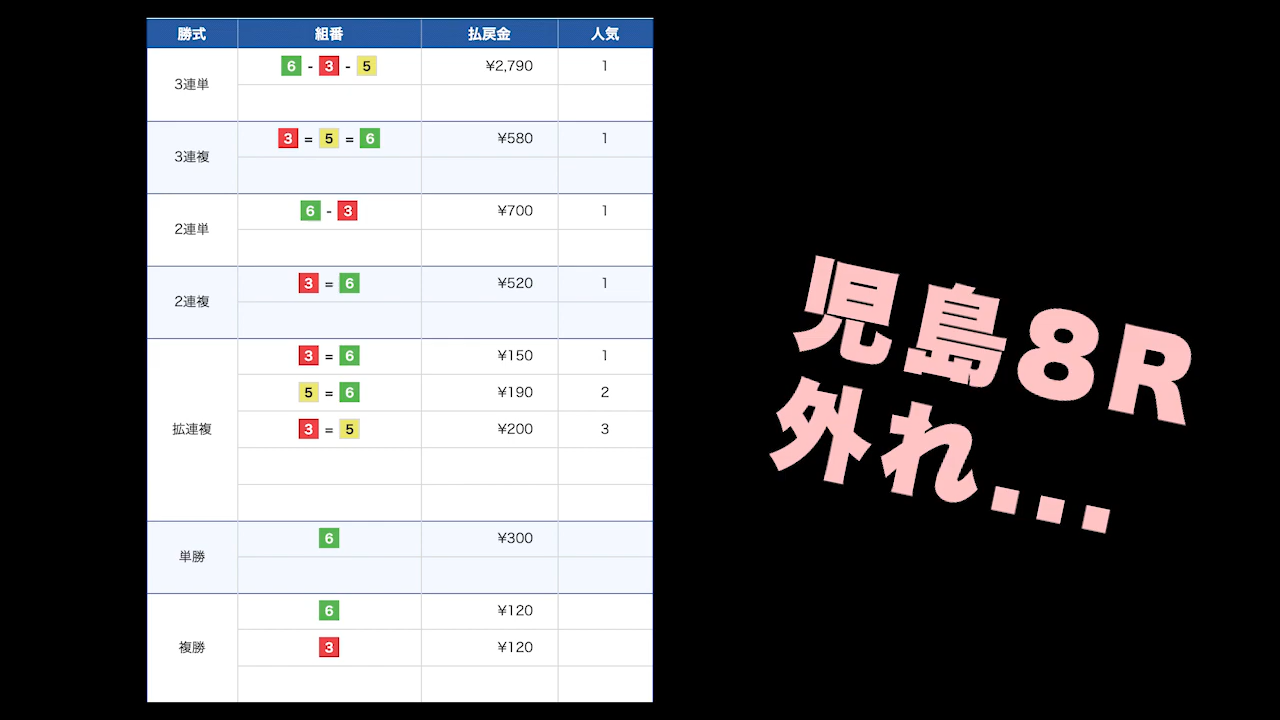 勝式 組番 払戻金 人気
3連単 6 - 3 - 5 ¥2,790 1
3連複 3 = 5 = 6 ¥580 1
2連単 6 - 3 ¥700 1
2連複 3 = 6 ¥520 1
拡連複 3 = 6 ¥150 1
5 = 6 ¥190 2
3 = 5 ¥200 3
単勝 6 ¥300
複勝 6 ¥120
3 ¥120
児島8R
外れ...